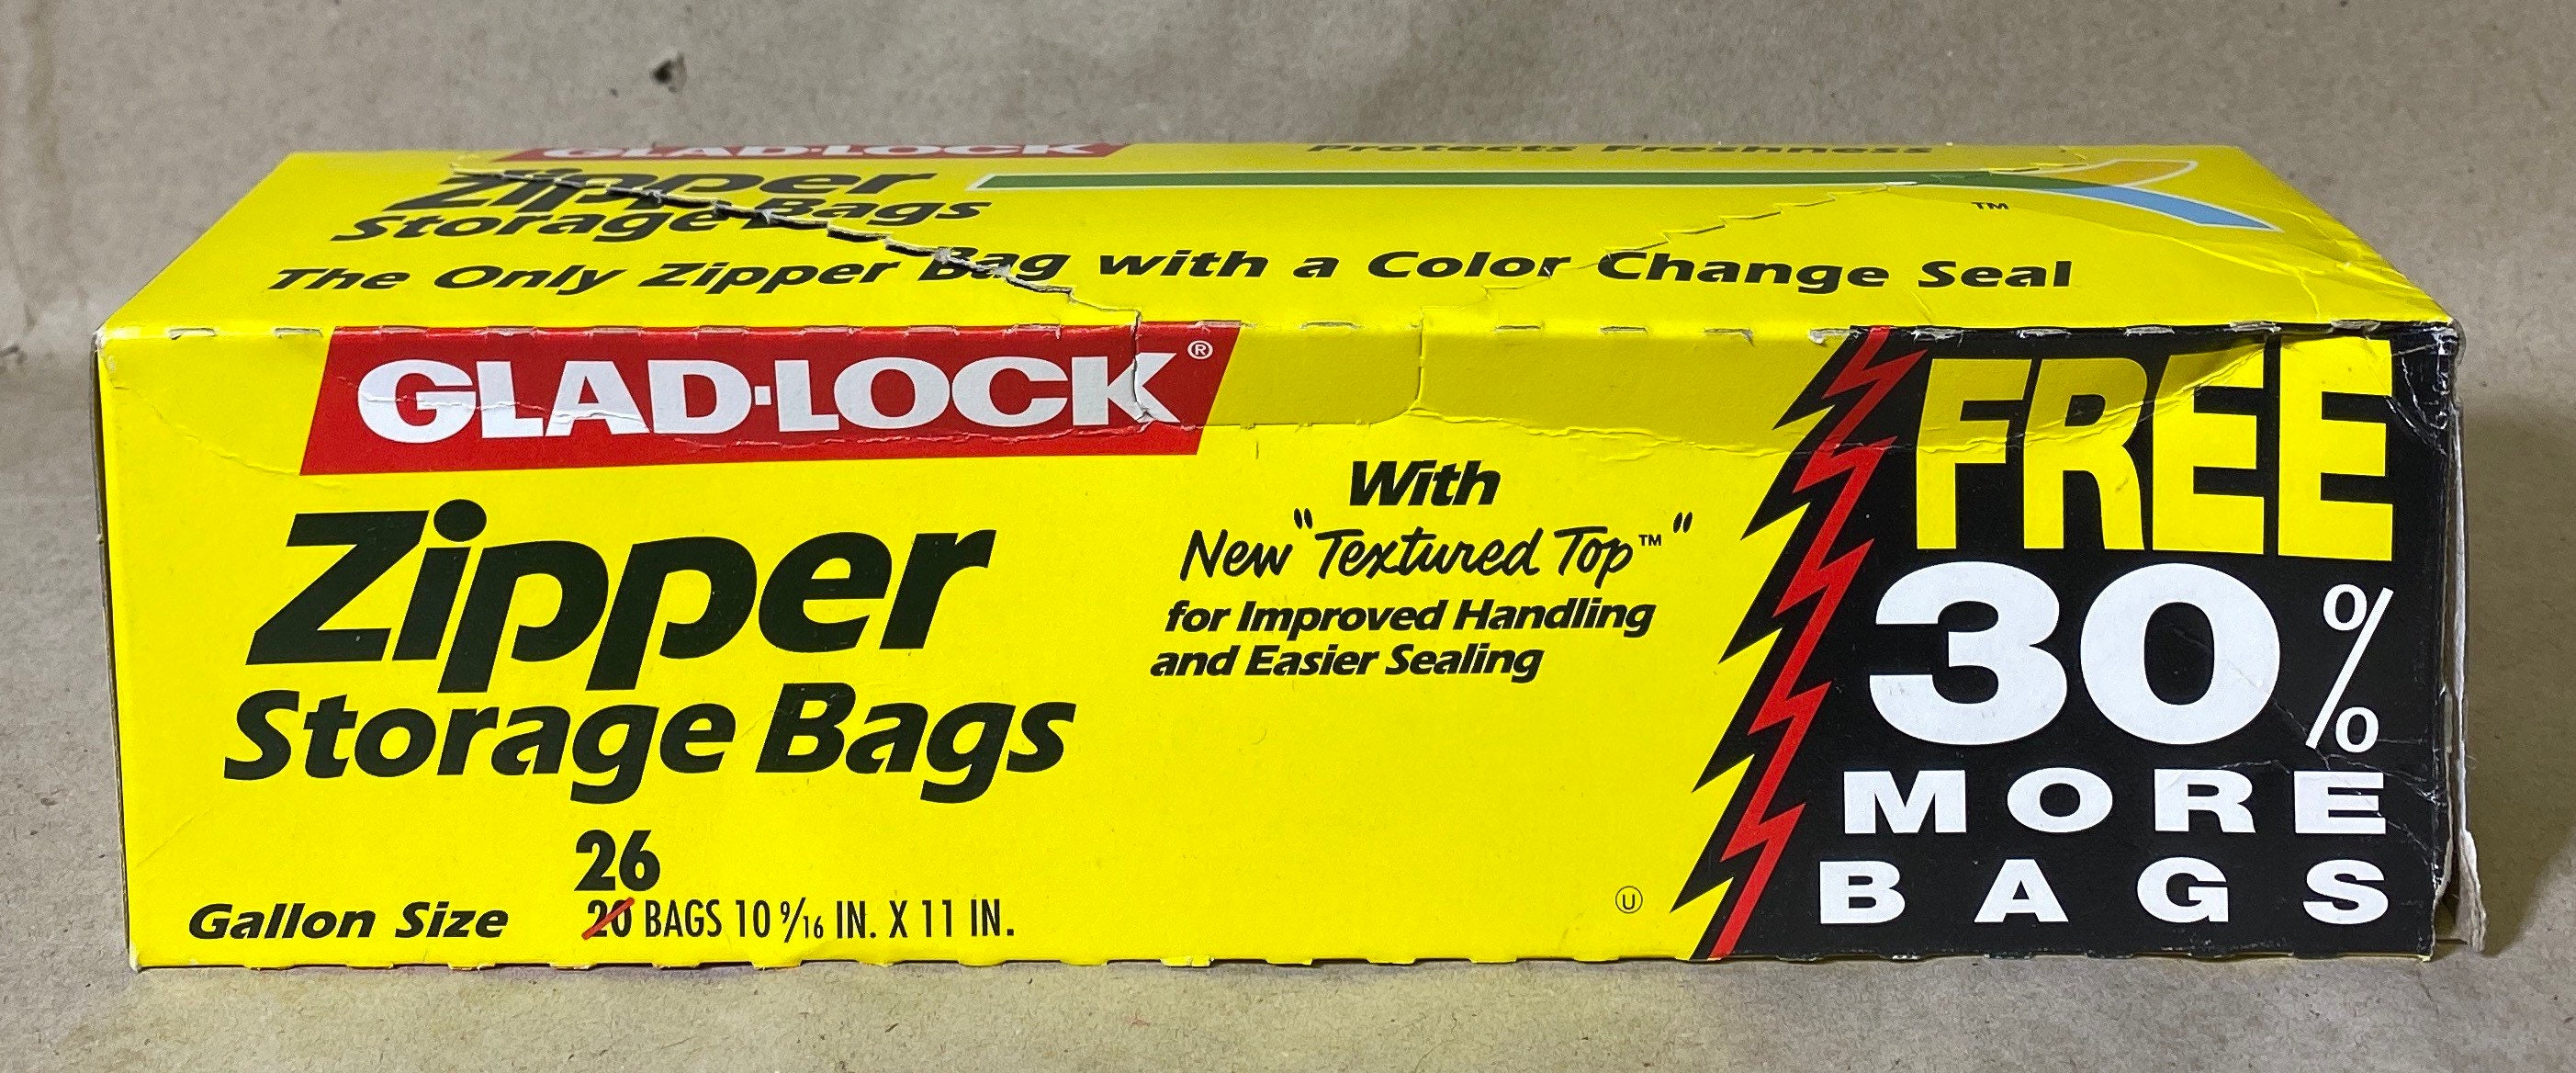 GLAD-LOCK
Protects Freshness
Zipper
Storage Bags
™
The Only Zipper Bag with a Color Change Seal
GLAD-LOCK®
Zipper
Storage Bags
With
New "Textured Top™"
for Improved Handling
and Easier Sealing
26
Gallon Size 20 BAGS 10 9/16 IN. X 11 IN.
U
FREE
30%
MORE
BAGS